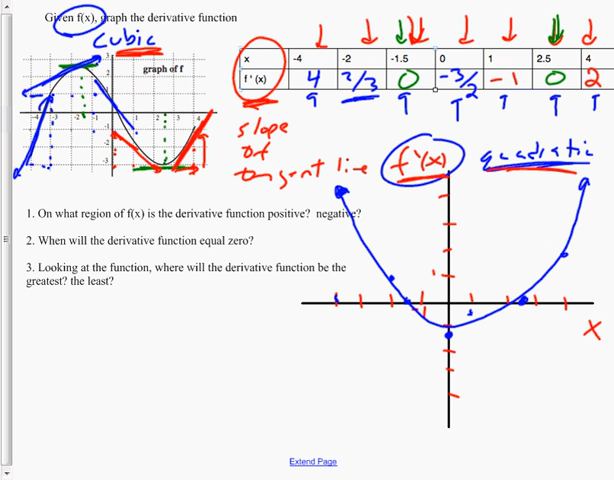 Given f(x), graph the derivative function
cubic
graph of f
x -4 -2 -1.5 0 1 2.5 4
f ' (x) 4 2/3 0 -3/2 -1 0 2
slope
of
tangent line
f'(x)
quadratic
1. On what region of f(x) is the derivative function positive? negative?
2. When will the derivative function equal zero?
3. Looking at the function, where will the derivative function be the
greatest? the least?
x
Extend Page